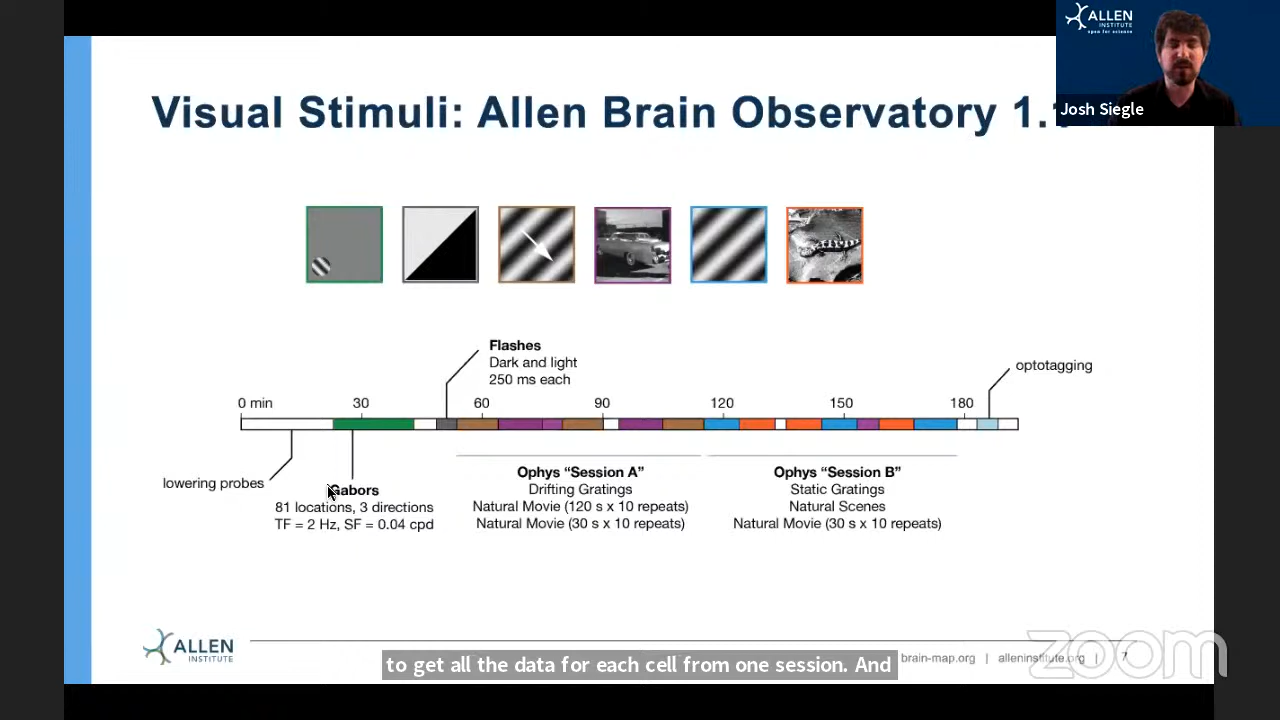 ALLEN
INSTITUTE
open for science
Josh Siegle
Visual Stimuli: Allen Brain Observatory
Flashes
Dark and light
250 ms each
optotagging
0 min 30 60 90 120 150 180
lowering probes
Gabors
81 locations, 3 directions
TF = 2 Hz, SF = 0.04 cpd
Ophys “Session A”
Drifting Gratings
Natural Movie (120 s x 10 repeats)
Natural Movie (30 s x 10 repeats)
Ophys “Session B”
Static Gratings
Natural Scenes
Natural Movie (30 s x 10 repeats)
ALLEN
INSTITUTE
brain-map.org | alleninstitute.org | 7
zoom
to get all the data for each cell from one session. And